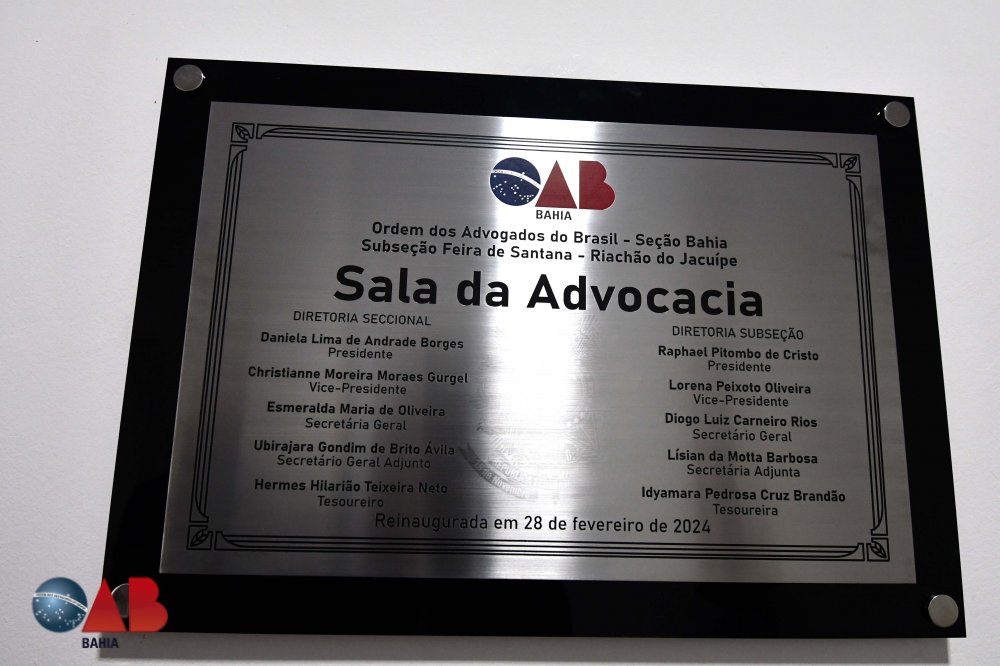 OAB
BAHIA
Ordem dos Advogados do Brasil - Seção Bahia
Subseção Feira de Santana - Riachão do Jacuípe
Sala da Advocacia
DIRETORIA SECCIONAL
Daniela Lima de Andrade Borges
Presidente
Christianne Moreira Moraes Gurgel
Vice-Presidente
Esmeralda Maria de Oliveira
Secretária Geral
Ubirajara Gondim de Brito Ávila
Secretário Geral Adjunto
Hermes Hilarião Teixeira Neto
Tesoureiro
DIRETORIA SUBSEÇÃO
Raphael Pitombo de Cristo
Presidente
Lorena Peixoto Oliveira
Vice-Presidente
Diogo Luiz Carneiro Rios
Secretário Geral
Lísian da Motta Barbosa
Secretária Adjunta
Idyamara Pedrosa Cruz Brandão
Tesoureira
Reinaugurada em 28 de fevereiro de 2024
OAB
BAHIA